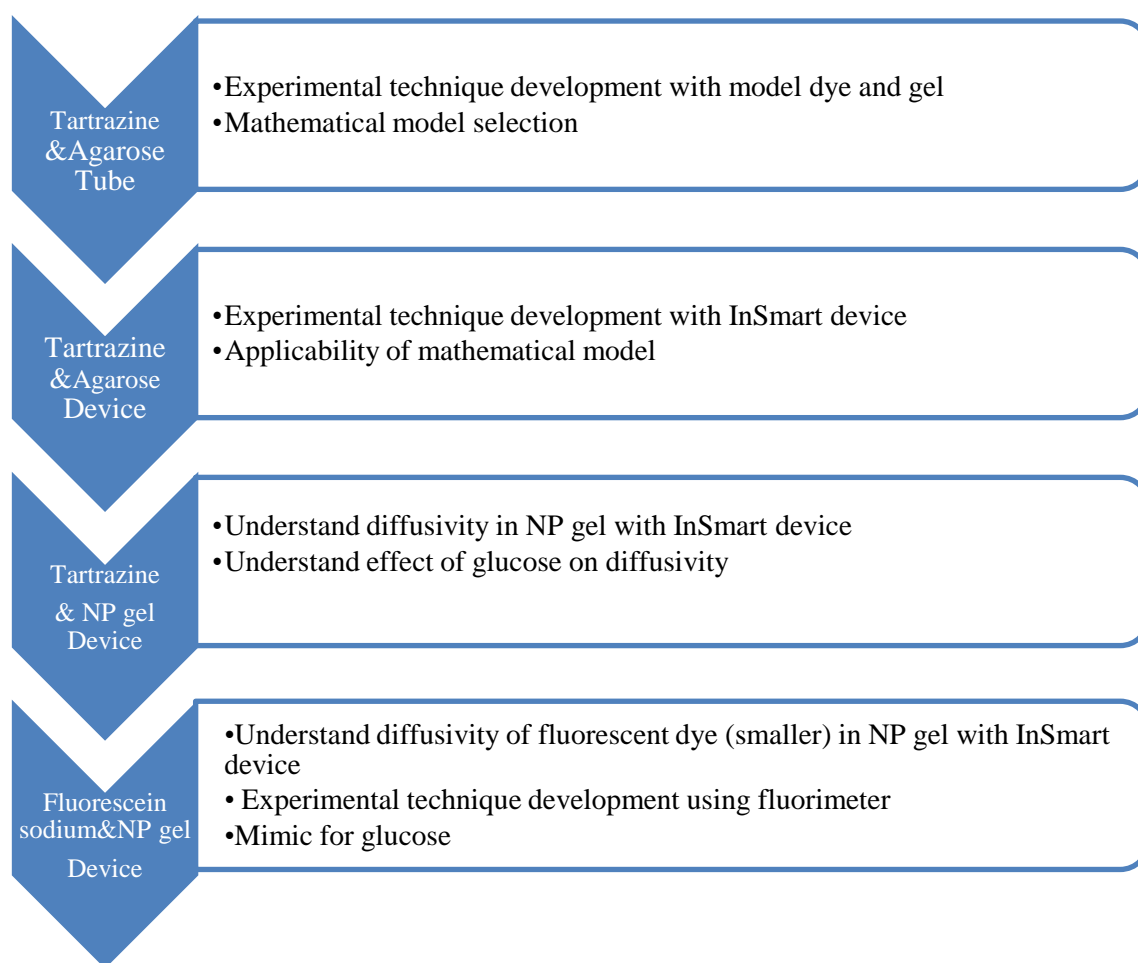 Tartrazine
&Agarose
Tube
•Experimental technique development with model dye and gel
•Mathematical model selection
Tartrazine
&Agarose
Device
•Experimental technique development with InSmart device
•Applicability of mathematical model
Tartrazine
& NP gel
Device
•Understand diffusivity in NP gel with InSmart device
•Understand effect of glucose on diffusivity
Fluorescein
sodium&NP gel
Device
•Understand diffusivity of fluorescent dye (smaller) in NP gel with InSmart
device
• Experimental technique development using fluorimeter
•Mimic for glucose